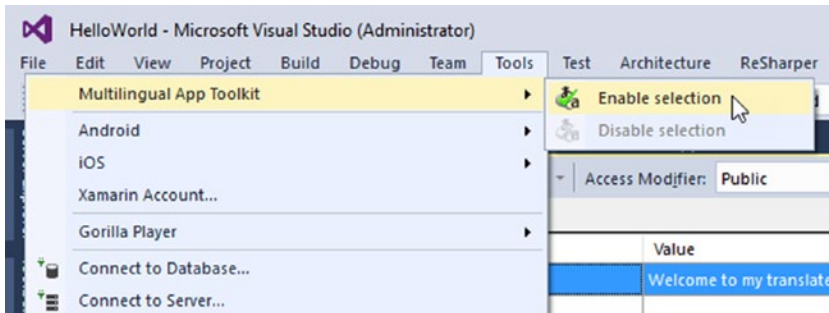 HelloWorld - Microsoft Visual Studio (Administrator)
File Edit View Project Build Debug Team Tools Test Architecture ReSharper
Multilingual App Toolkit
Enable selection
Android
Disable selection
iOS
Access Modifier: Public
Xamarin Account...
Gorilla Player
Value
Connect to Database...
Welcome to my translate
Connect to Server...